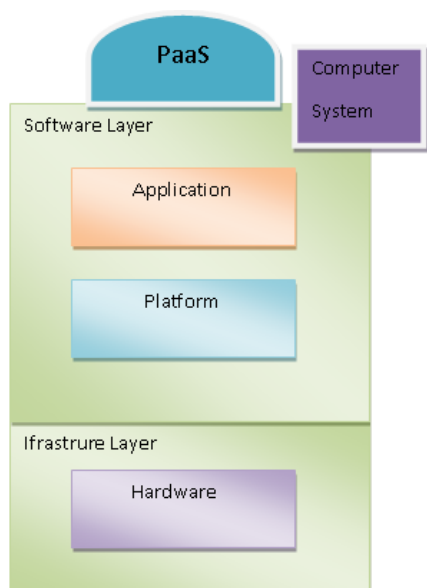 PaaS
Computer
System
Software Layer
Application
Platform
Ifrastrure Layer
Hardware